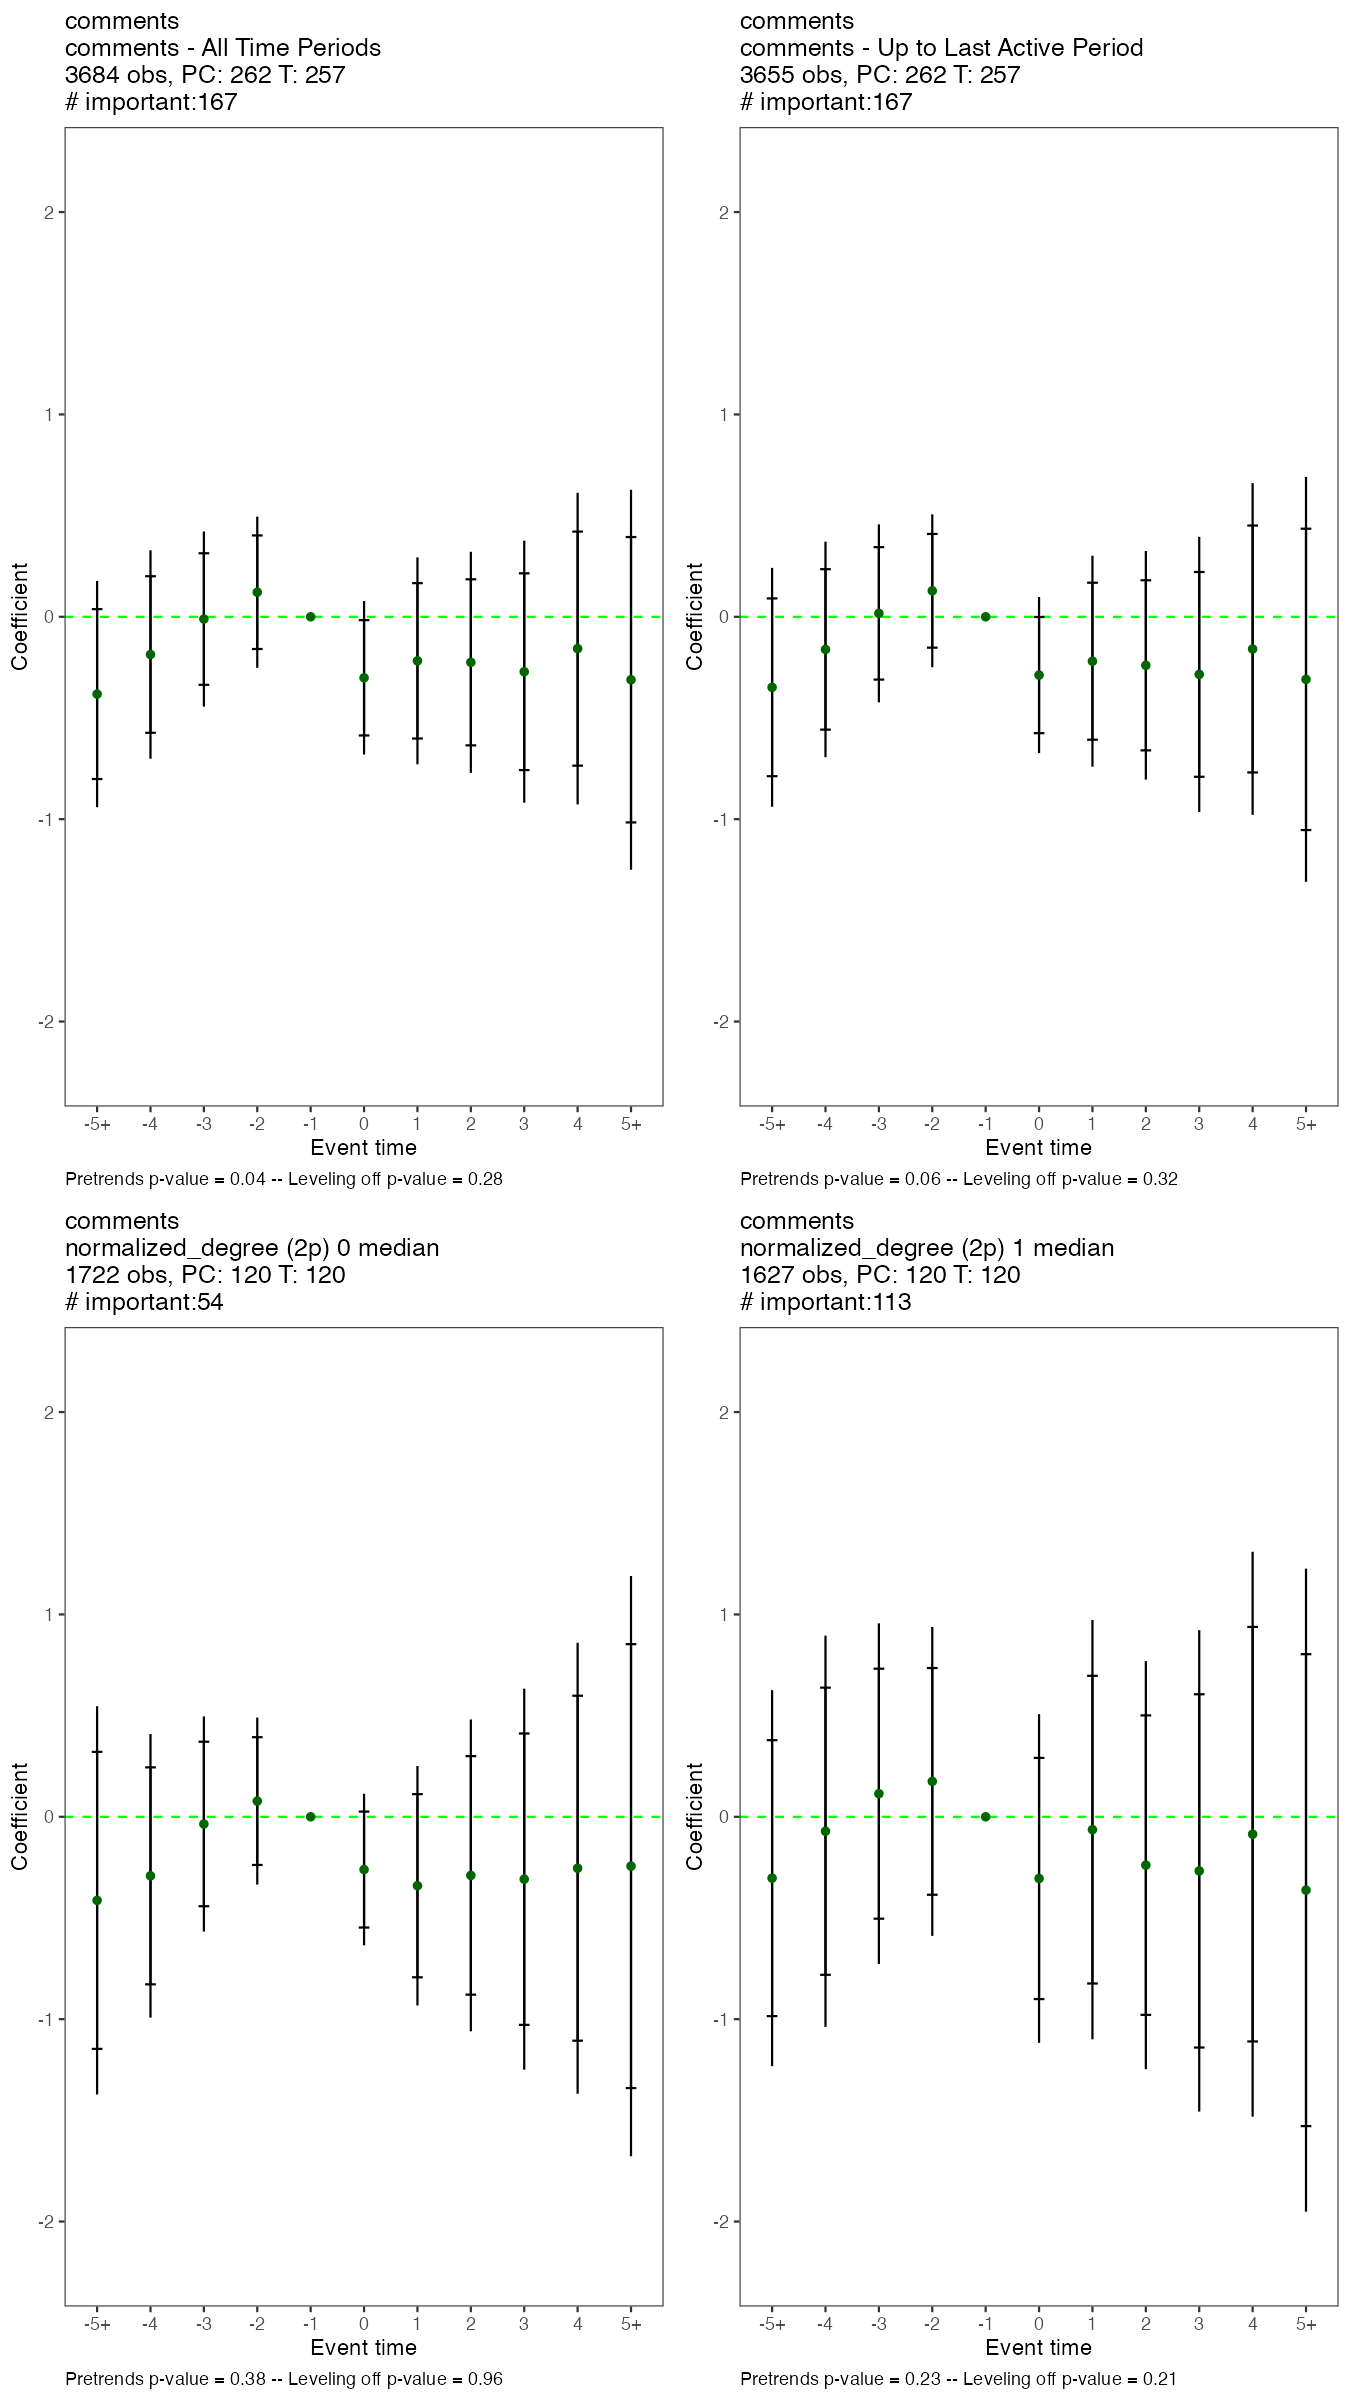 comments
comments - All Time Periods
3684 obs, PC: 262 T: 257
# important:167
Coefficient
2
1
0
-1
-2
-5+ -4 -3 -2 -1 0 1 2 3 4 5+
Event time
Pretrends p-value = 0.04 -- Leveling off p-value = 0.28
comments
comments - Up to Last Active Period
3655 obs, PC: 262 T: 257
# important:167
Coefficient
2
1
0
-1
-2
-5+ -4 -3 -2 -1 0 1 2 3 4 5+
Event time
Pretrends p-value = 0.06 -- Leveling off p-value = 0.32
comments
normalized_degree (2p) 0 median
1722 obs, PC: 120 T: 120
# important:54
Coefficient
2
1
0
-1
-2
-5+ -4 -3 -2 -1 0 1 2 3 4 5+
Event time
Pretrends p-value = 0.38 -- Leveling off p-value = 0.96
comments
normalized_degree (2p) 1 median
1627 obs, PC: 120 T: 120
# important:113
Coefficient
2
1
0
-1
-2
-5+ -4 -3 -2 -1 0 1 2 3 4 5+
Event time
Pretrends p-value = 0.23 -- Leveling off p-value = 0.21